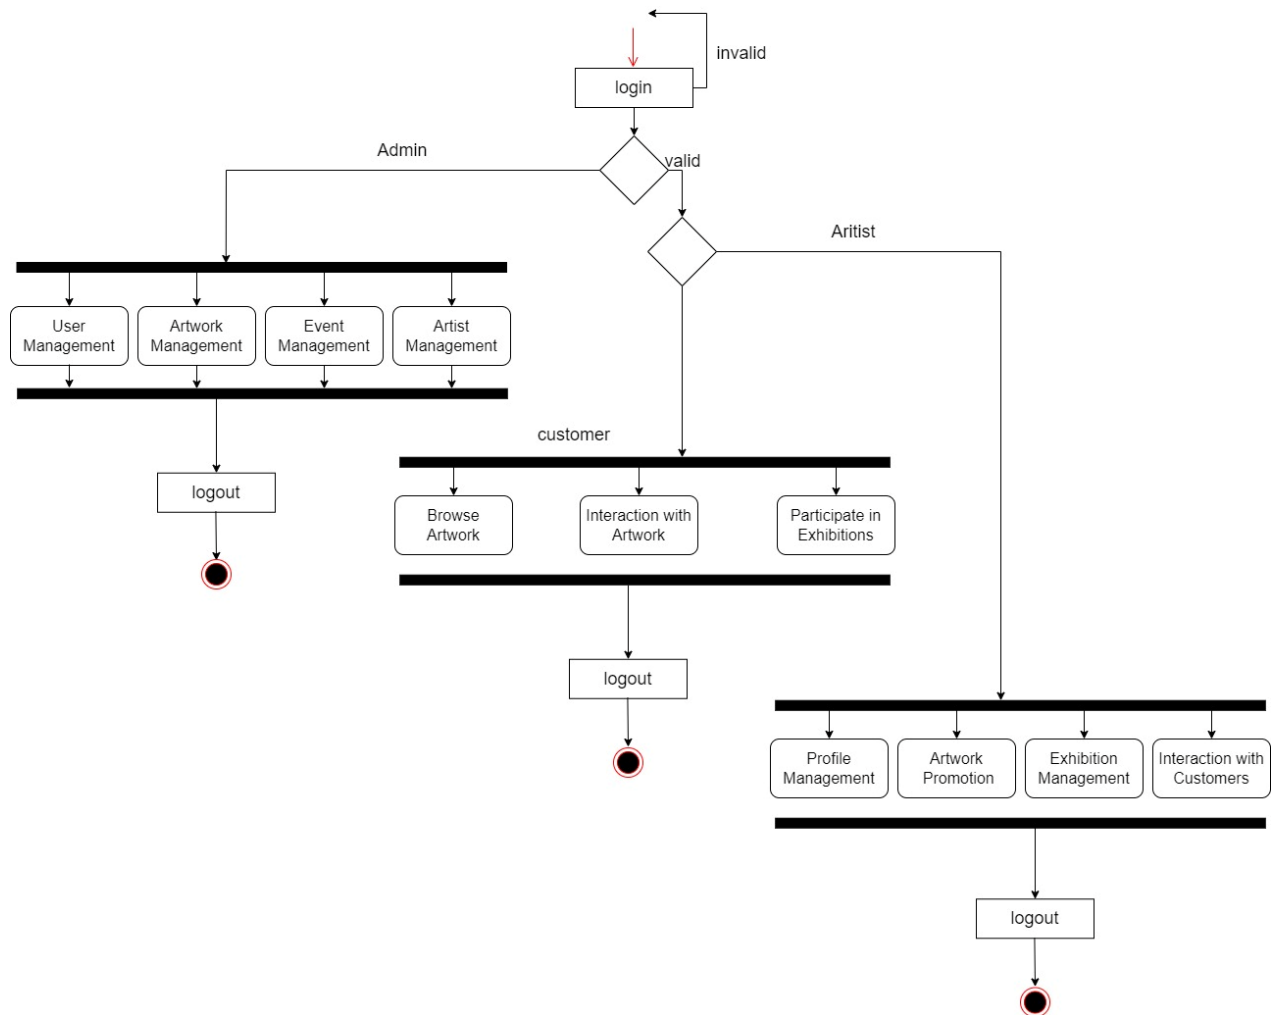 invalid
login
Admin
valid
Aritist
User
Management
Artwork
Management
Event
Management
Artist
Management
customer
logout
Browse
Artwork
Interaction with
Artwork
Participate in
Exhibitions
logout
Profile
Management
Artwork
Promotion
Exhibition
Management
Interaction with
Customers
logout